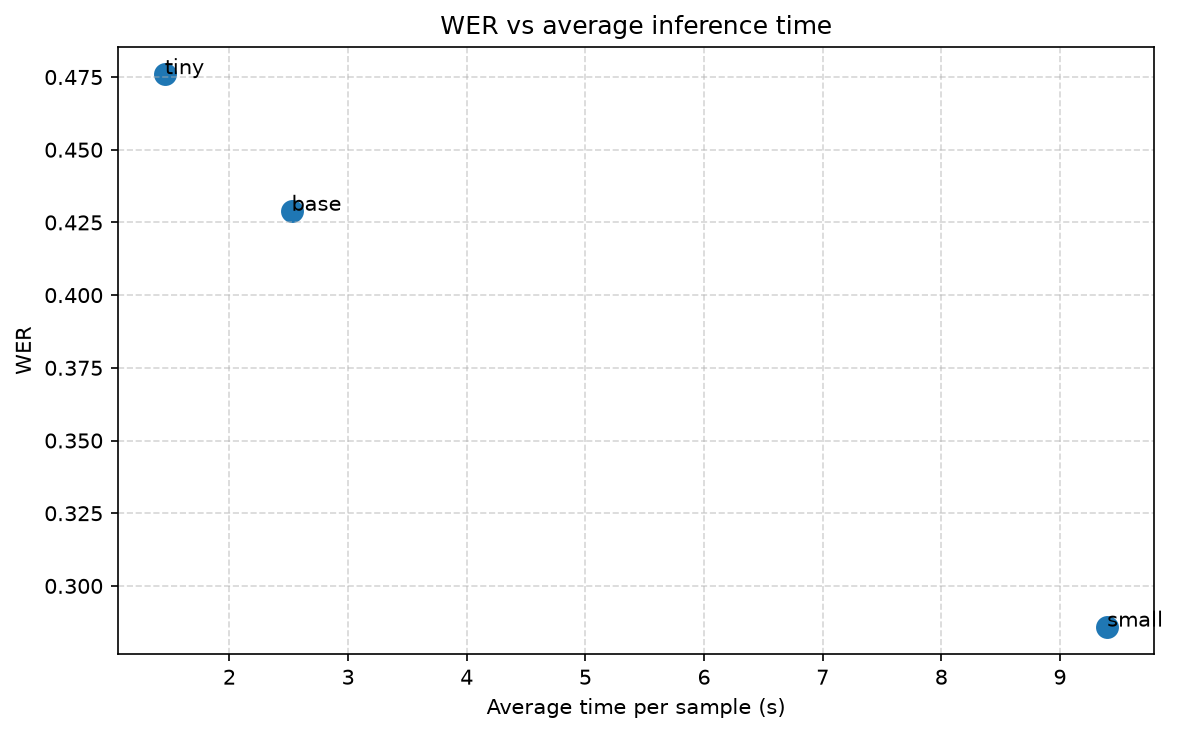 WER vs average inference time
tiny
0.475
0.450
base
0.425
0.400
WER
0.375
0.350
0.325
0.300
small
2 3 4 5 6 7 8 9
Average time per sample (s)